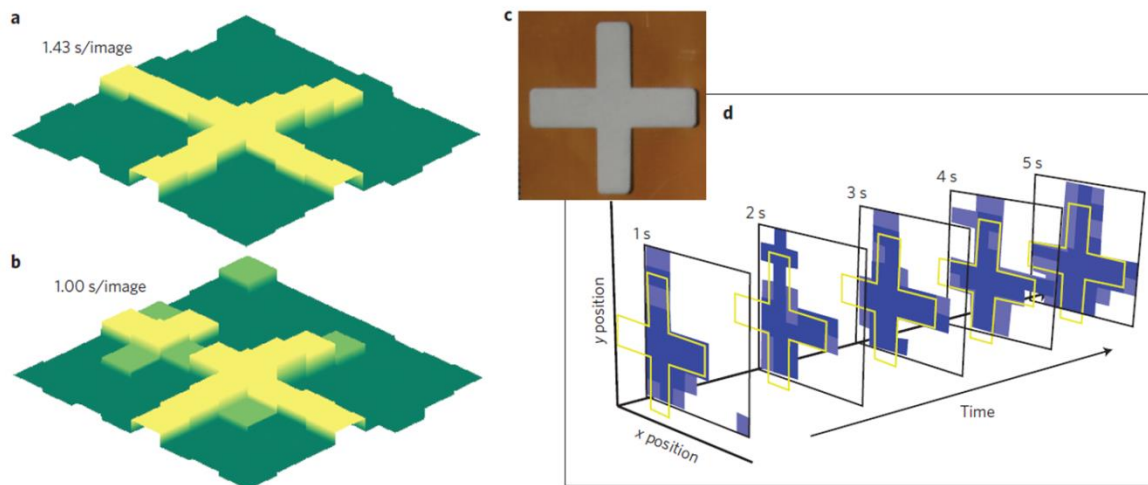 a
1.43 s/image
b
1.00 s/image
c
d
1 s
2 s
3 s
4 s
5 s
y position
x position
Time